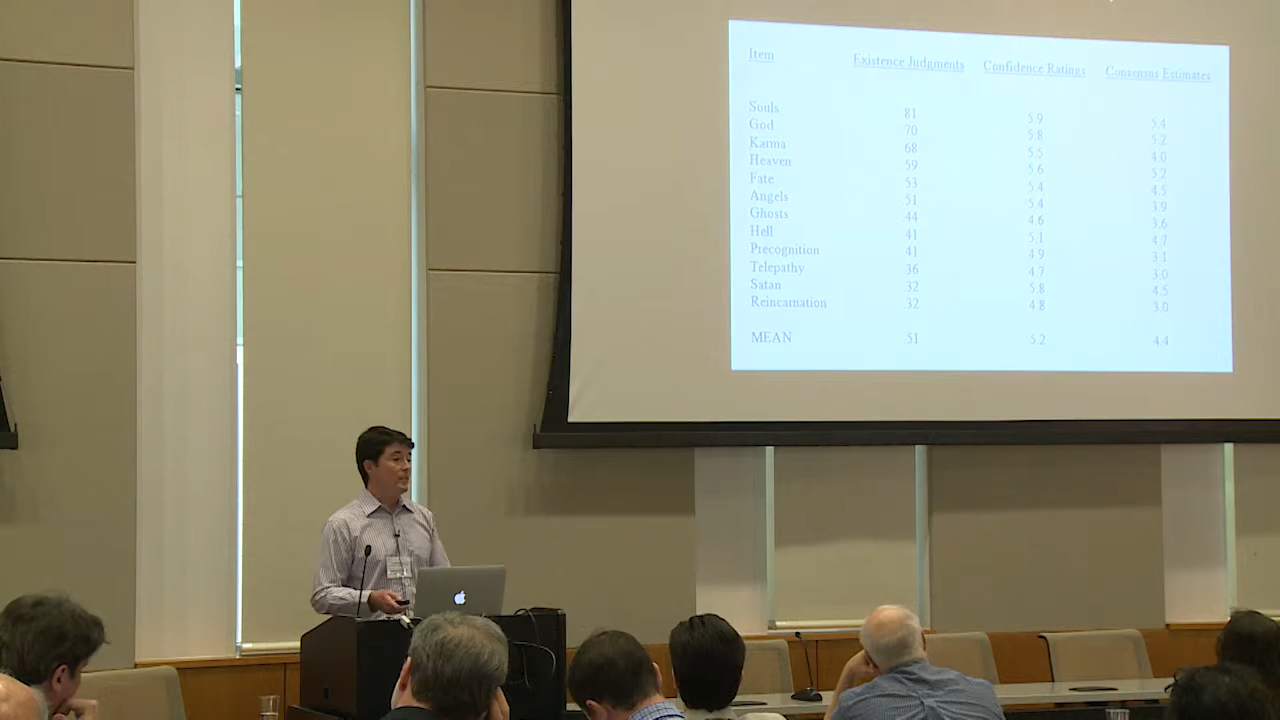 Item Existence Judgments Confidence Ratings Consensus Estimates
Souls 81 5.9 5.4
God 70 5.8 5.2
Karma 68 5.5 4.0
Heaven 59 5.6 5.2
Fate 53 5.4 4.5
Angels 51 5.4 3.9
Ghosts .44 4.6 3.6
Hell 41 5.1 4.7
Precognition 41 4.9 3.1
Telepathy 36 4.7 3.0
Satan .32 5.8 4.5
Reincarnation .32 4.8 3.0
MEAN 51 5.2 4.4